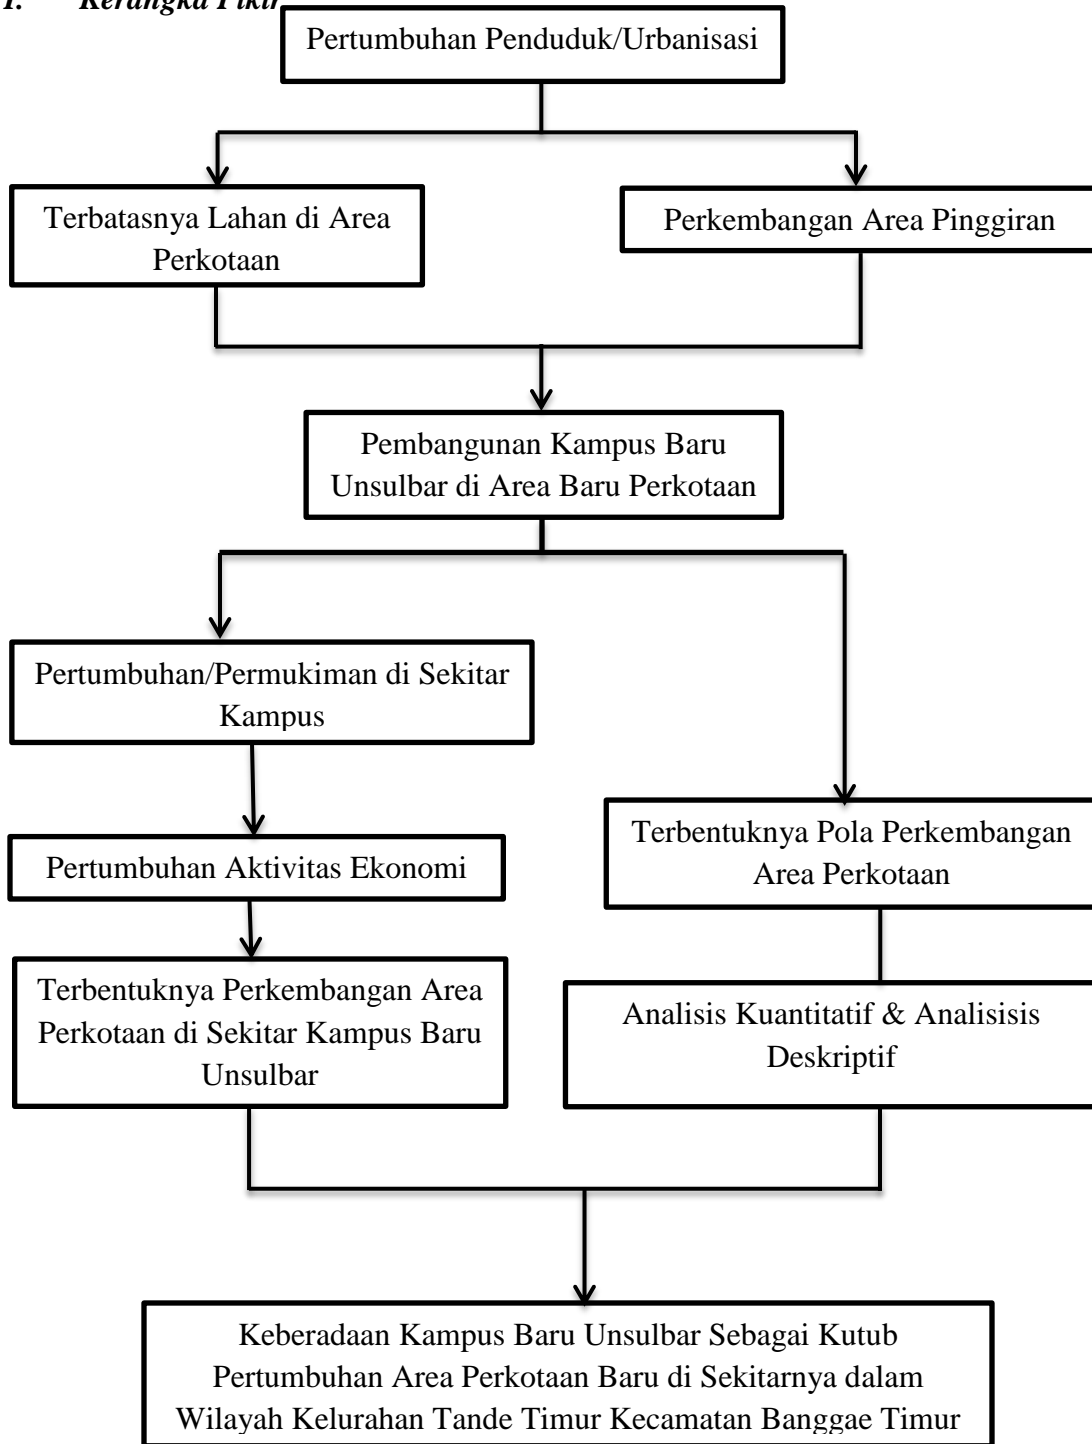 Kerangka Pikir
Pertumbuhan Penduduk/Urbanisasi
Terbatasnya Lahan di Area
Perkotaan
Perkembangan Area Pinggiran
Pembangunan Kampus Baru
Unsulbar di Area Baru Perkotaan
Pertumbuhan/Permukiman di Sekitar
Kampus
Pertumbuhan Aktivitas Ekonomi
Terbentuknya Perkembangan Area
Perkotaan di Sekitar Kampus Baru
Unsulbar
Terbentuknya Pola Perkembangan
Area Perkotaan
Analisis Kuantitatif & Analisisis
Deskriptif
Keberadaan Kampus Baru Unsulbar Sebagai Kutub
Pertumbuhan Area Perkotaan Baru di Sekitarnya dalam
Wilayah Kelurahan Tande Timur Kecamatan Banggae Timur